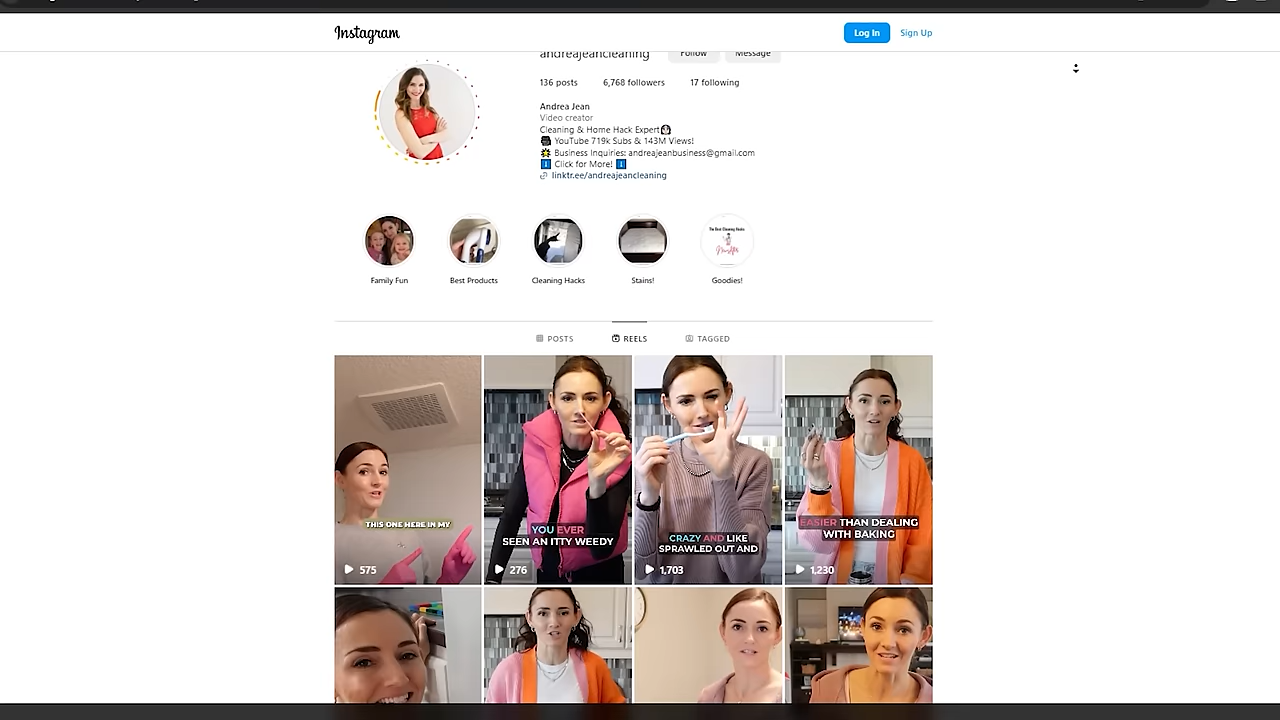 Instagram
Log In
Sign Up
andreajeancleaning
Follow
Message
136 posts
6,768 followers
17 following
Andrea Jean
Video creator
Cleaning & Home Hack Expert
YouTube 719k Subs & 143M Views!
Business Inquiries: andreajeanbusiness@gmail.com
Click for More!
linktr.ee/andreajeancleaning
Family Fun
Best Products
Cleaning Hacks
Stains!
Goodies!
POSTS
REELS
TAGGED
THIS ONE HERE IN MY
575
YOU EVER
SEEN AN ITTY WEEDY
276
CRAZY AND LIKE
SPRAWLED OUT AND
1,703
EASIER THAN DEALING
WITH BAKING
1,230